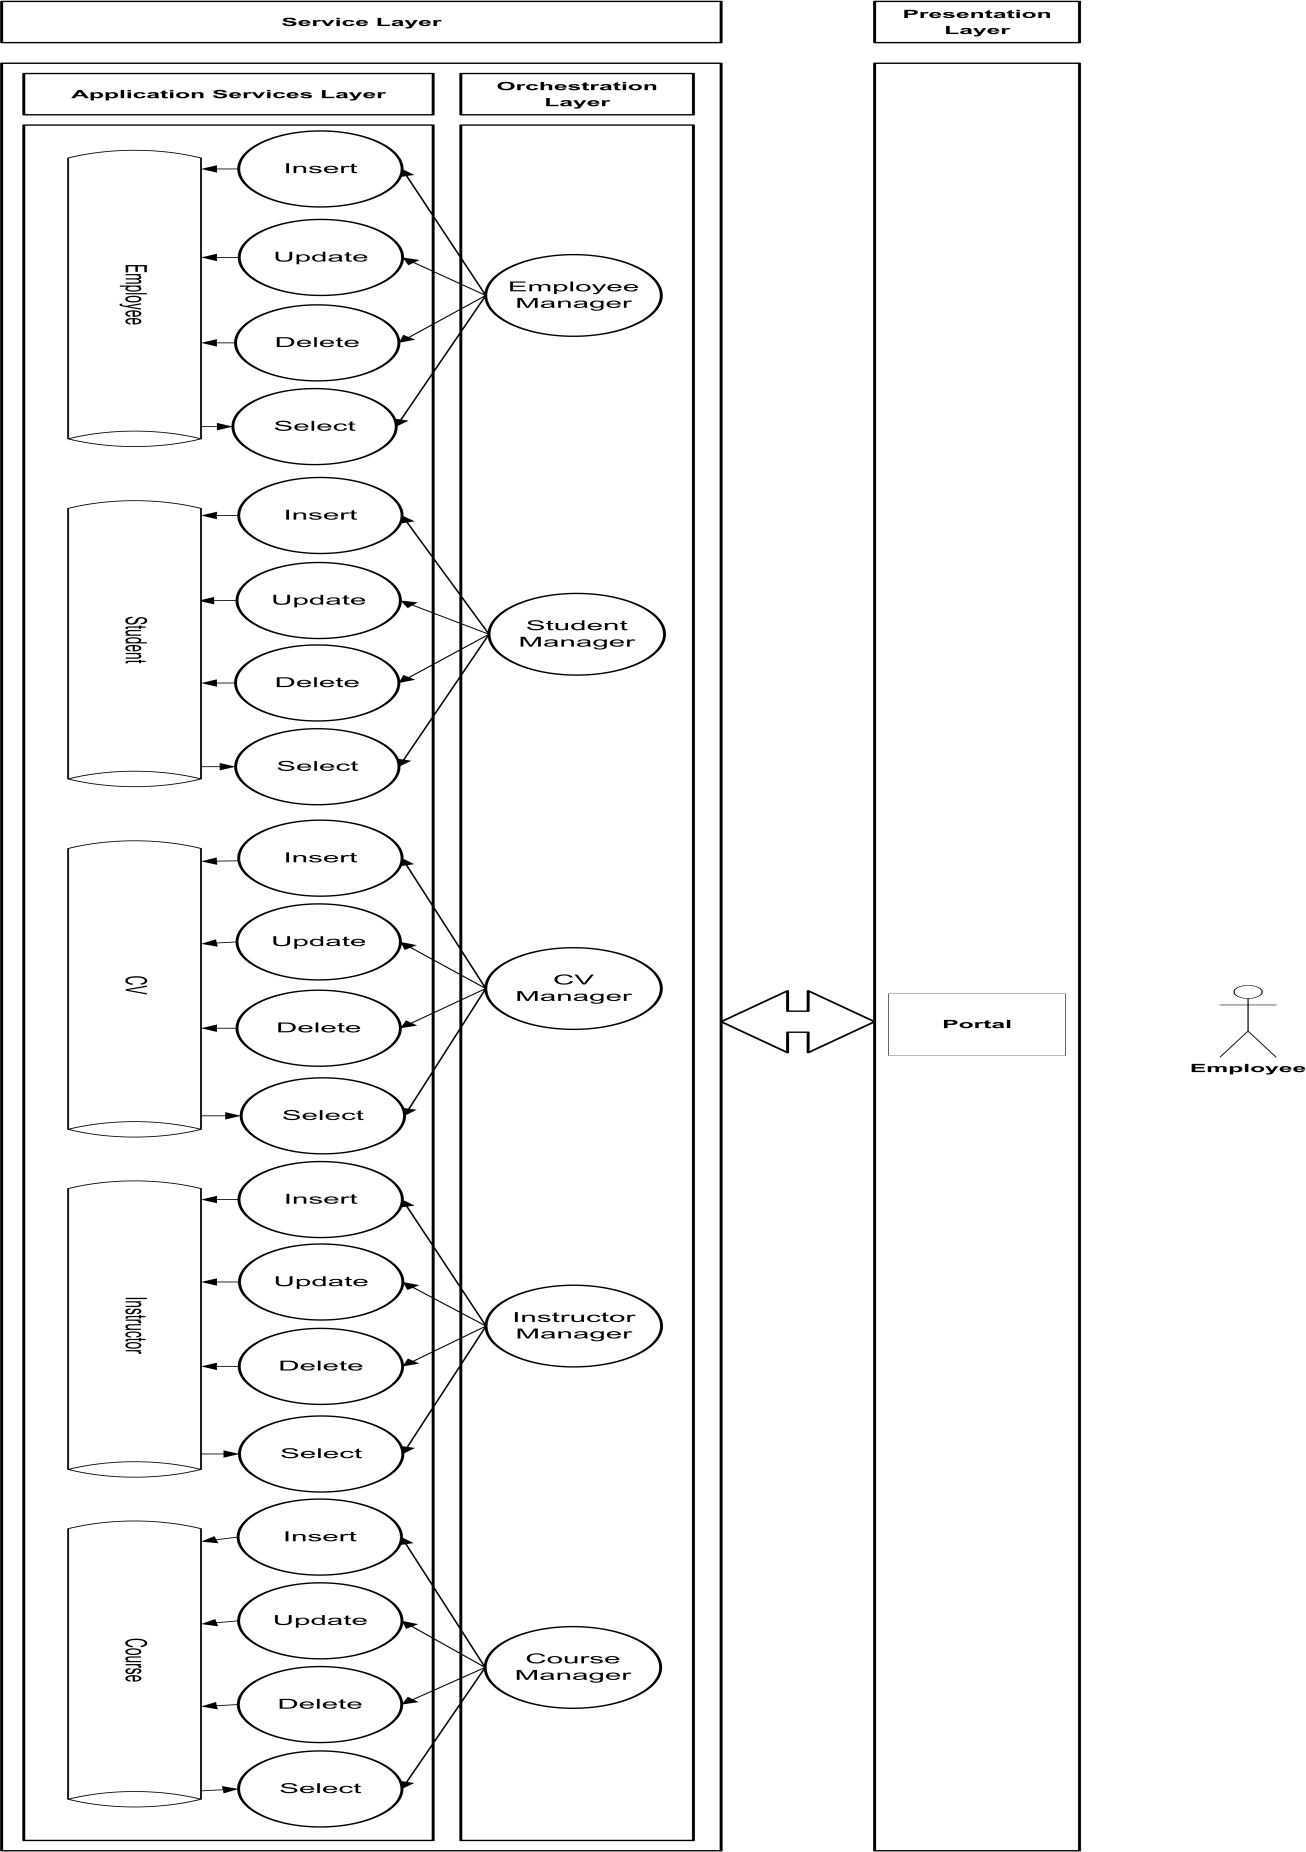 Service Layer
Presentation
Layer
Application Services Layer
Orchestration
Layer
Employee
Insert
Update
Delete
Select
Employee
Manager
Student
Insert
Update
Delete
Select
Student
Manager
CV
Insert
Update
Delete
Select
CV
Manager
Instructor
Insert
Update
Delete
Select
Instructor
Manager
Course
Insert
Update
Delete
Select
Course
Manager
Portal
Employee